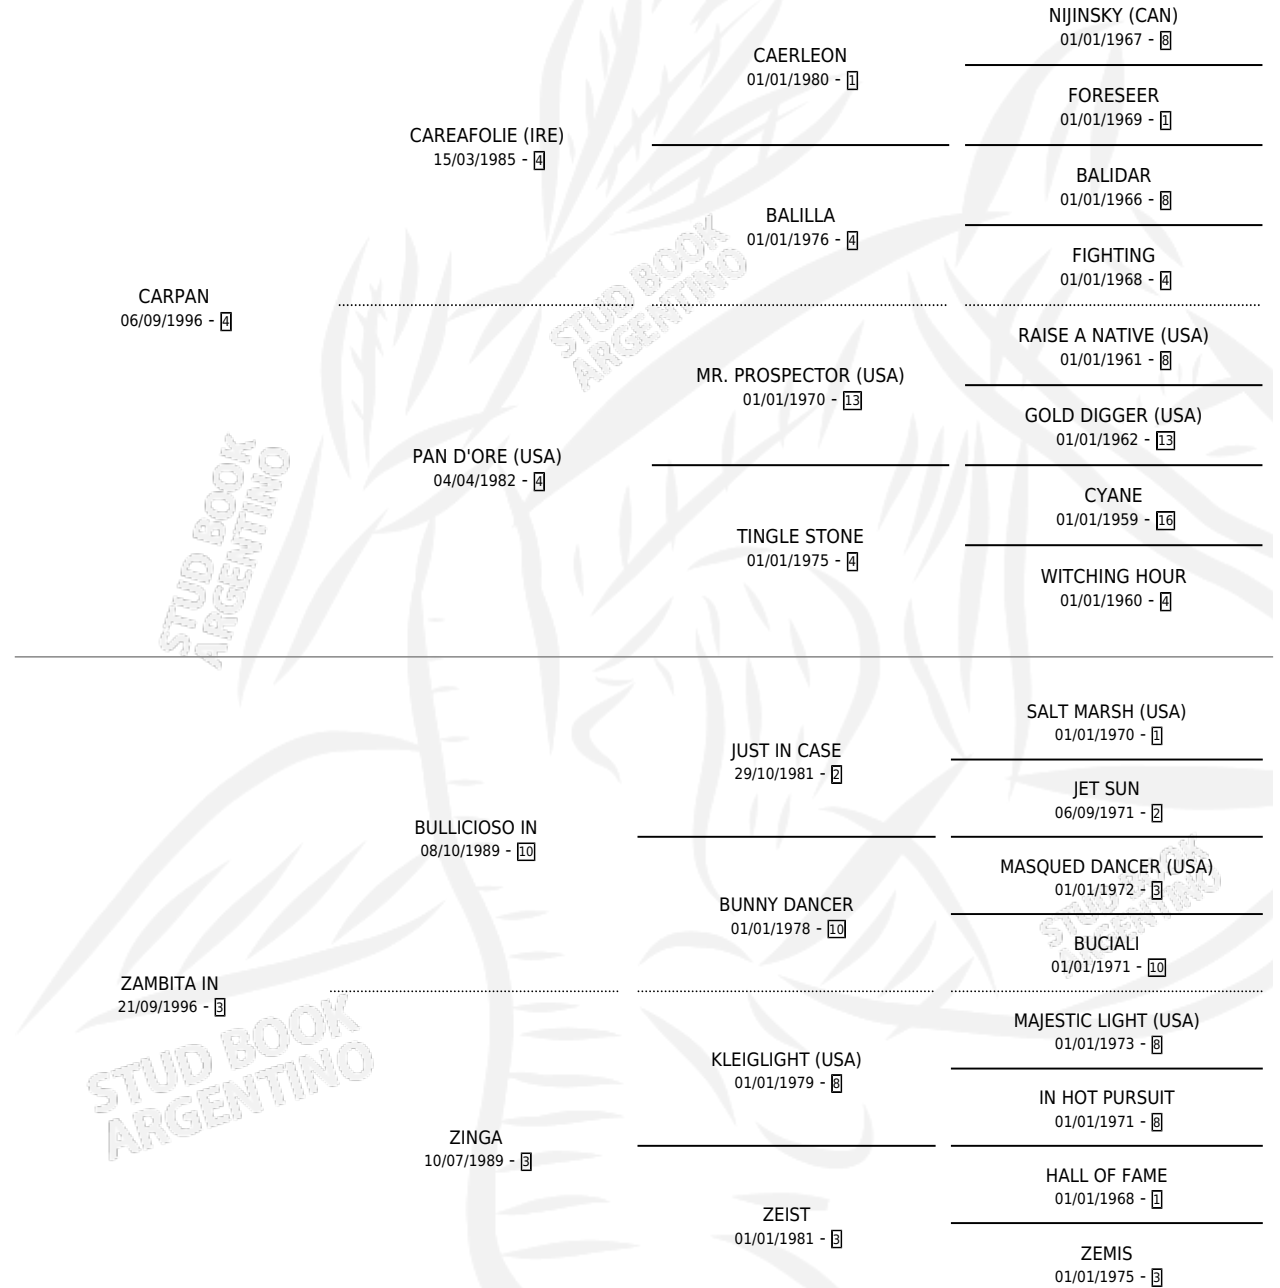 NIJINSKY (CAN)
01/01/1967 - 8
CAERLEON
01/01/1980 - 1
FORESEER
01/01/1969 - 1
CAREAFOLIE (IRE)
15/03/1985 - 4
BALIDAR
01/01/1966 - 8
BALILLA
01/01/1976 - 4
FIGHTING
01/01/1968 - 4
CARPAN
06/09/1996 - 4
RAISE A NATIVE (USA)
01/01/1961 - 8
MR. PROSPECTOR (USA)
01/01/1970 - 13
GOLD DIGGER (USA)
01/01/1962 - 13
PAN D'ORE (USA)
04/04/1982 - 4
CYANE
01/01/1959 - 16
TINGLE STONE
01/01/1975 - 4
WITCHING HOUR
01/01/1960 - 4
SALT MARSH (USA)
01/01/1970 - 1
JUST IN CASE
29/10/1981 - 2
JET SUN
06/09/1971 - 2
BULLICIOSO IN
08/10/1989 - 10
MASQUED DANCER (USA)
01/01/1972 - 3
BUNNY DANCER
01/01/1978 - 10
BUCIALI
01/01/1971 - 10
ZAMBITA IN
21/09/1996 - 3
MAJESTIC LIGHT (USA)
01/01/1973 - 8
KLEIGLIGHT (USA)
01/01/1979 - 8
IN HOT PURSUIT
01/01/1971 - 8
ZINGA
10/07/1989 - 3
HALL OF FAME
01/01/1968 - 1
ZEIST
01/01/1981 - 3
ZEMIS
01/01/1975 - 3
STUD BOOK
ARGENTINO
STUD BOOK
ARGENTINO
STUD BOOK
ARGENTINO
STUD BOOK
ARGENTINO